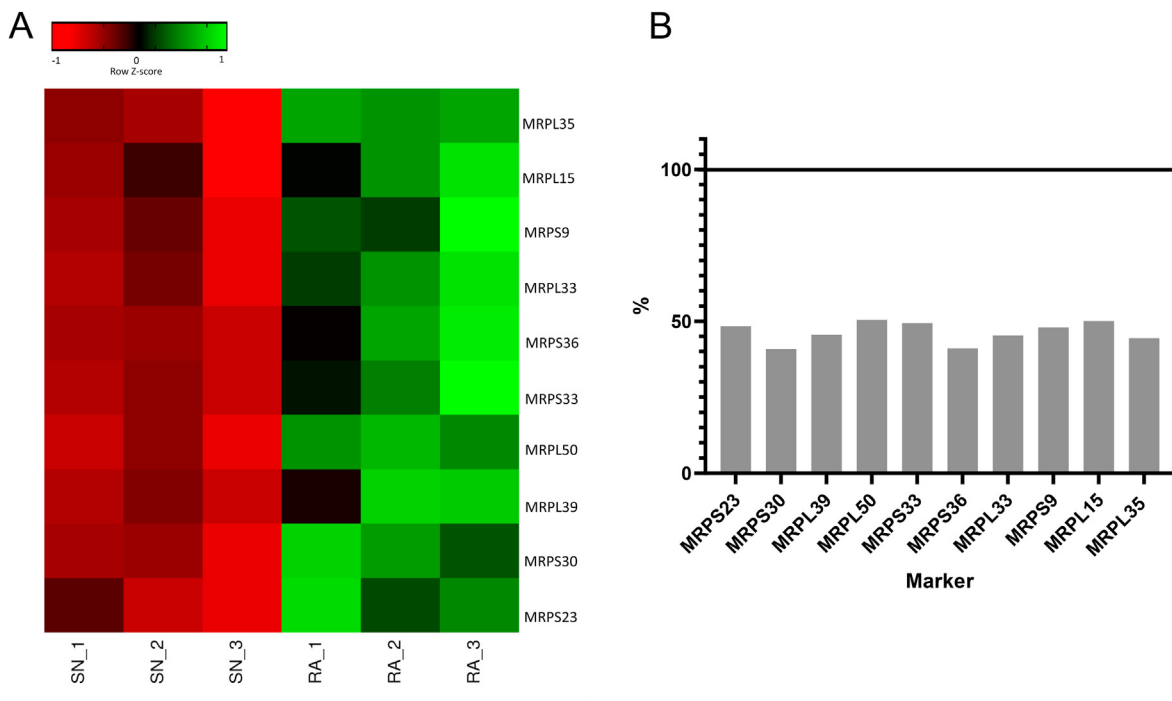 A
-1 0 1
Row Z-score
MRPL35
MRPL15
MRPS9
MRPL33
MRPS36
MRPS33
MRPL50
MRPL39
MRPS30
MRPS23
SN_1 SN_2 SN_3 RA_1 RA_2 RA_3
B
100
50
0
%
MRPS23 MRPS30 MRPL39 MRPL50 MRPS33 MRPS36 MRPL33 MRPS9 MRPL15 MRPL35
Marker